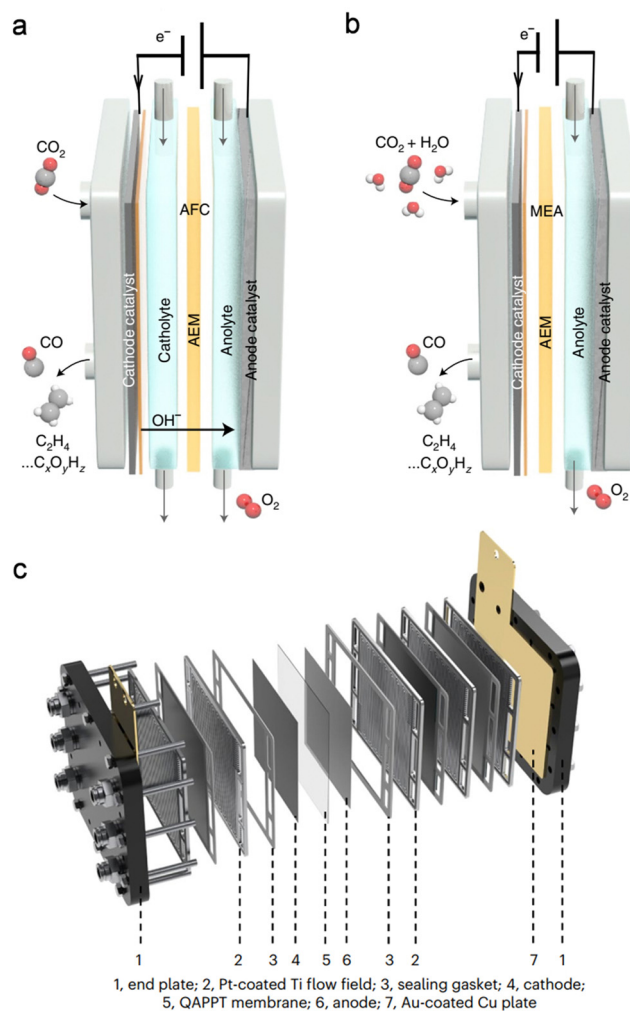 a
e⁻
CO₂
AFC
Cathode catalyst
Catholyte
AEM
Anolyte
Anode catalyst
CO
OH⁻
C₂H₄
...CₓOᵧH_z
O₂
b
e⁻
CO₂ + H₂O
MEA
Cathode catalyst
AEM
Anolyte
Anode catalyst
CO
C₂H₄
...CₓOᵧH_z
O₂
c
1 2 3 4 5 6 3 2 7 1
1, end plate; 2, Pt-coated Ti flow field; 3, sealing gasket; 4, cathode;
5, QAPPT membrane; 6, anode; 7, Au-coated Cu plate